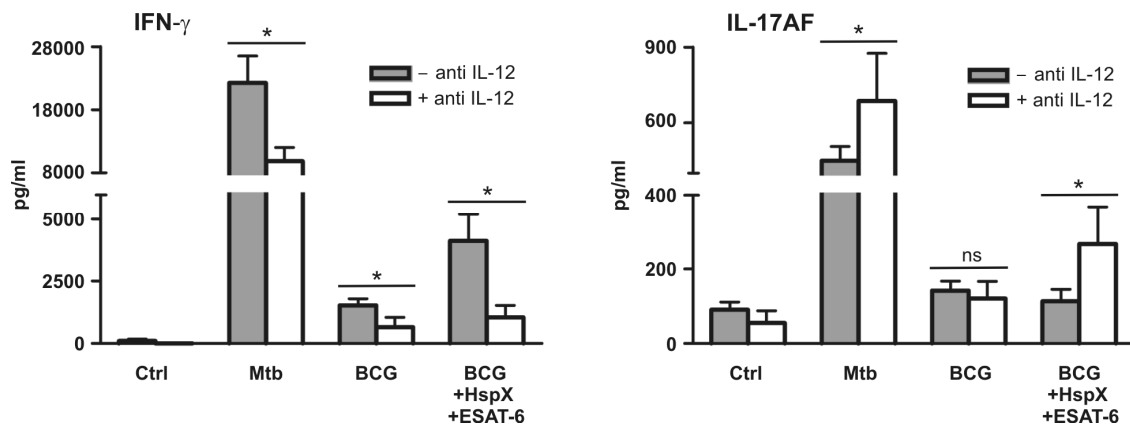 IFN-γ
28000
18000
8000
5000
2500
0
pg/ml
*
*
*
– anti IL-12
+ anti IL-12
Ctrl
Mtb
BCG
BCG
+HspX
+ESAT-6
IL-17AF
900
600
400
200
0
pg/ml
*
ns
*
– anti IL-12
+ anti IL-12
Ctrl
Mtb
BCG
BCG
+HspX
+ESAT-6